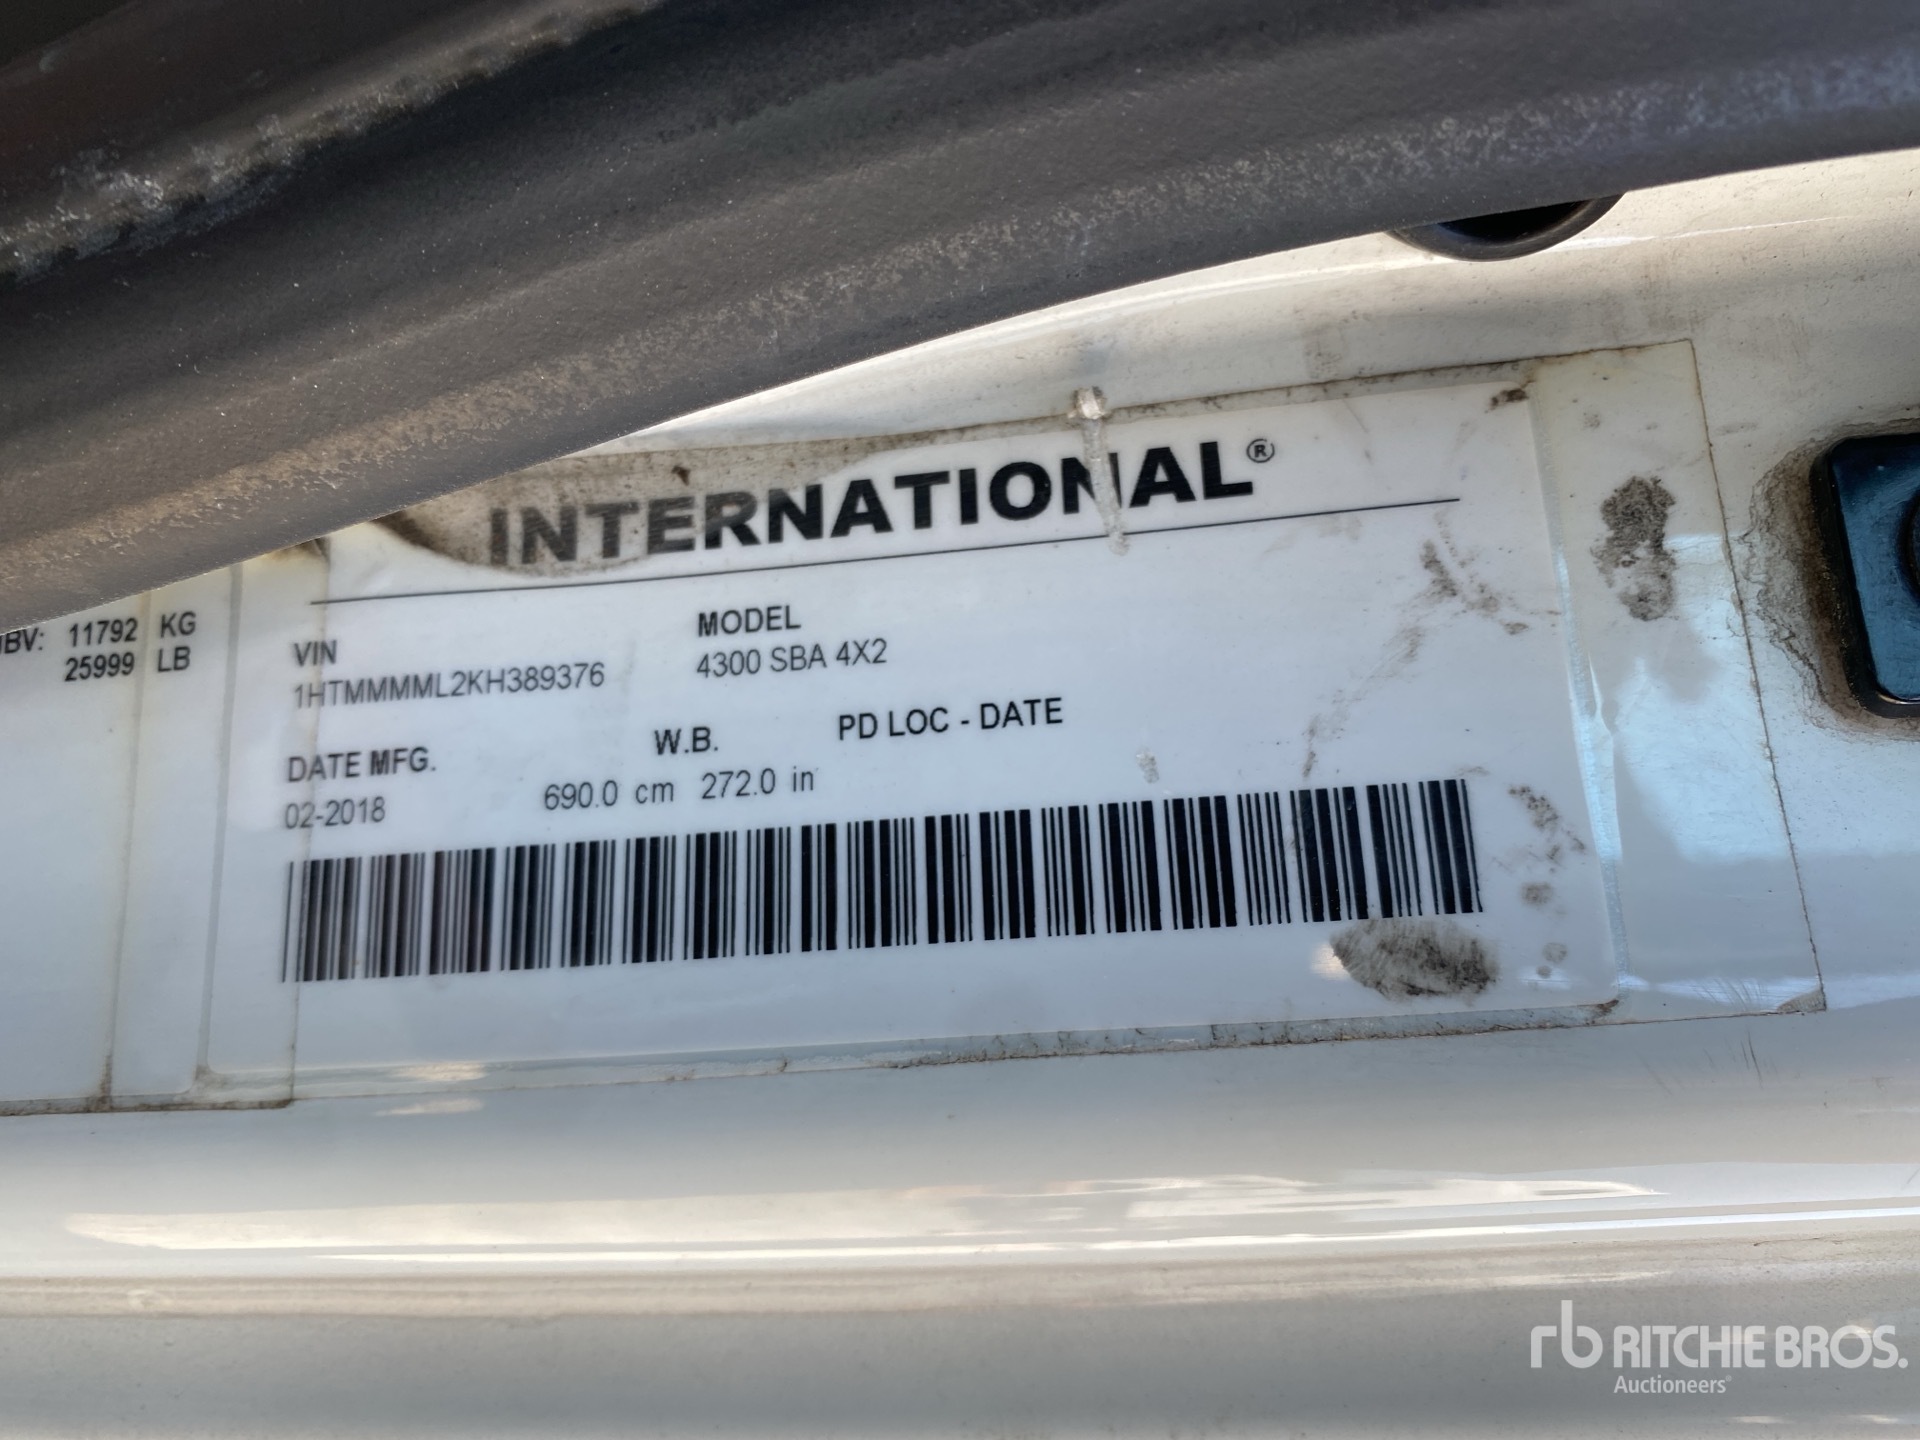 INTERNATIONAL®
BV: 11792 KG
25999 LB
VIN
1HTMMMML2KH389376
MODEL
4300 SBA 4X2
DATE MFG.
02-2018
W.B.
690.0 cm 272.0 in
PD LOC - DATE
rb RITCHIE BROS.
Auctioneers